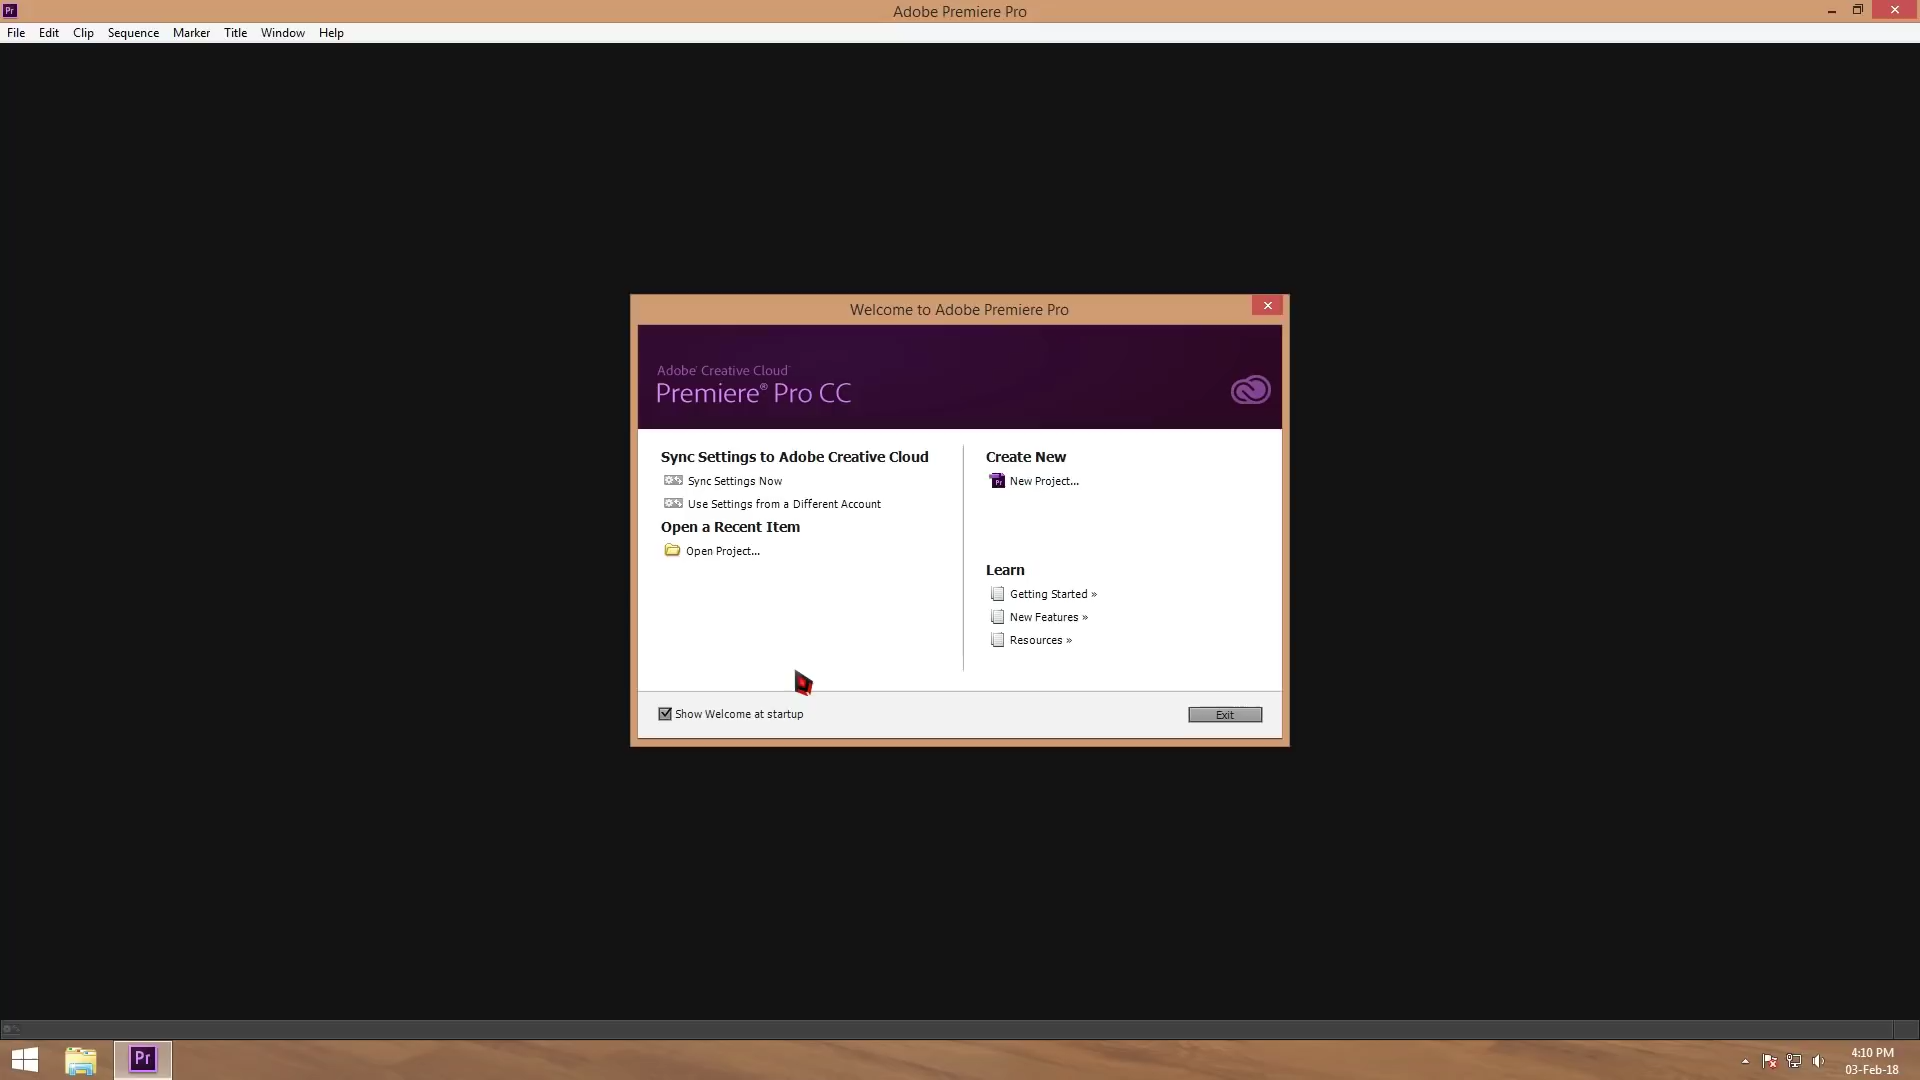 Pr
Adobe Premiere Pro
File Edit Clip Sequence Marker Title Window Help
Welcome to Adobe Premiere Pro
Adobe® Creative Cloud™
Premiere® Pro CC
Sync Settings to Adobe Creative Cloud
Sync Settings Now
Use Settings from a Different Account
Open a Recent Item
Open Project...
Create New
Pr New Project...
Learn
Getting Started »
New Features »
Resources »
Show Welcome at startup
Exit
Pr
4:10 PM
03-Feb-18